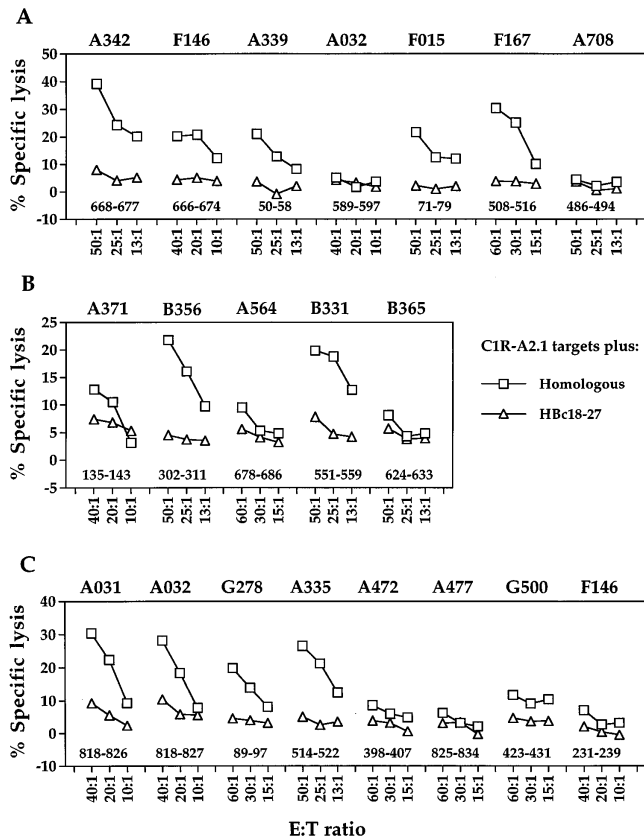 A
A342 F146 A339 A032 F015 F167 A708
% Specific lysis
50
40
30
20
10
0
-10
668-677 666-674 50-58 589-597 71-79 508-516 486-494
50:1 25:1 13:1 40:1 20:1 10:1 50:1 25:1 13:1 40:1 20:1 10:1 50:1 25:1 13:1 60:1 30:1 15:1 50:1 25:1 13:1
B
A371 B356 A564 B331 B365
% Specific lysis
25
20
15
10
5
0
-5
135-143 302-311 678-686 551-559 624-633
40:1 20:1 10:1 50:1 25:1 13:1 60:1 30:1 15:1 50:1 25:1 13:1 50:1 25:1 13:1
C1R-A2.1 targets plus:
Homologous
HBc18-27
C
A031 A032 G278 A335 A472 A477 G500 F146
% Specific lysis
40
30
20
10
0
-10
818-826 818-827 89-97 514-522 398-407 825-834 423-431 231-239
40:1 20:1 10:1 40:1 20:1 10:1 60:1 30:1 15:1 50:1 25:1 13:1 60:1 30:1 15:1 60:1 30:1 15:1 60:1 30:1 15:1 40:1 20:1 10:1
E:T ratio